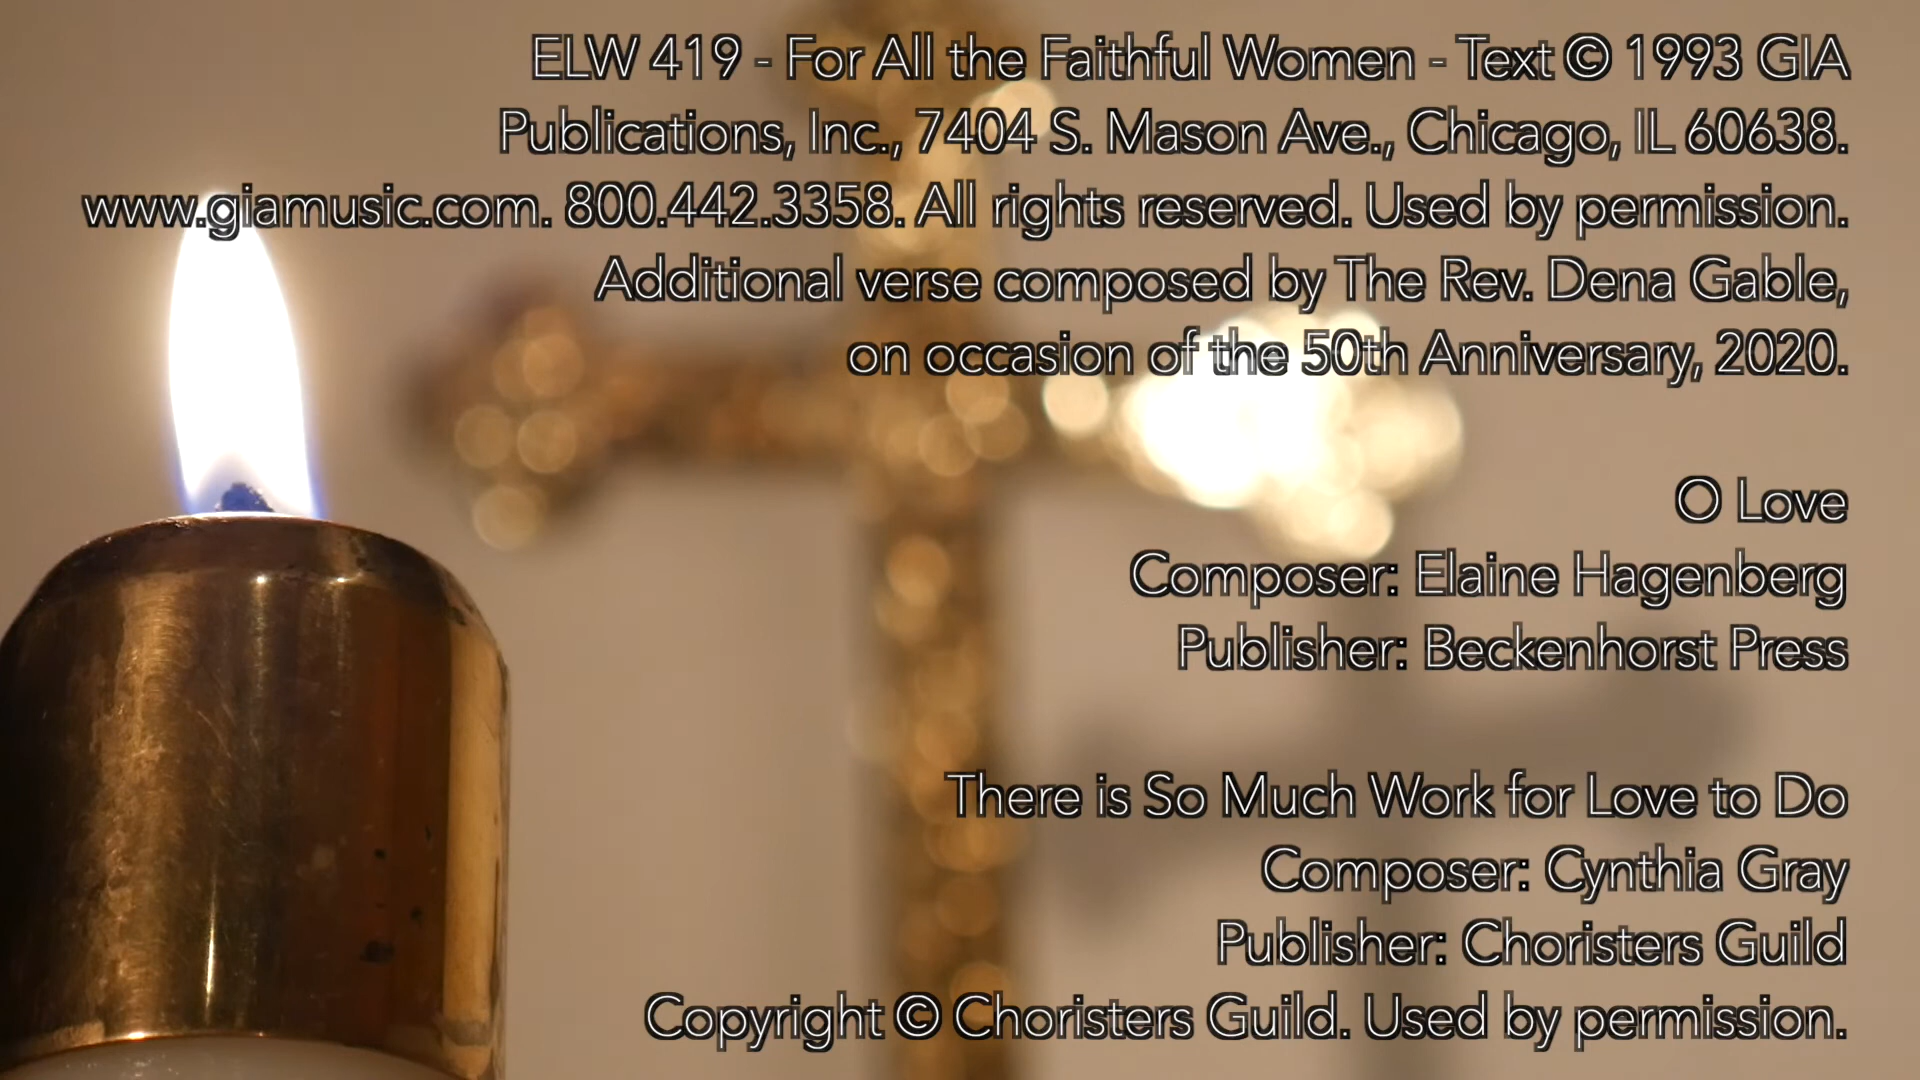 ELW 419 - For All the Faithful Women - Text © 1993 GIA
Publications, Inc., 7404 S. Mason Ave., Chicago, IL 60638.
www.giamusic.com. 800.442.3358. All rights reserved. Used by permission.
Additional verse composed by The Rev. Dena Gable,
on occasion of the 50th Anniversary, 2020.
O Love
Composer: Elaine Hagenberg
Publisher: Beckenhorst Press
There is So Much Work for Love to Do
Composer: Cynthia Gray
Publisher: Choristers Guild
Copyright © Choristers Guild. Used by permission.